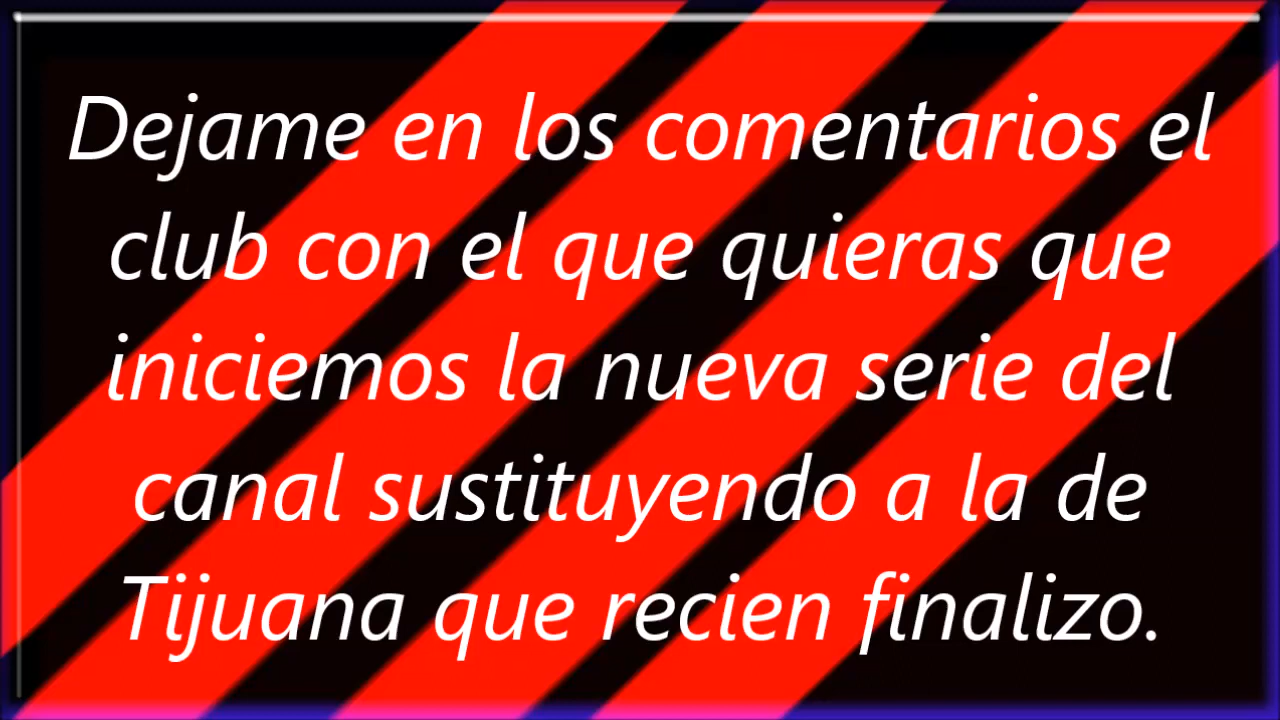 Dejame en los comentarios el
club con el que quieras que
iniciemos la nueva serie del
canal sustituyendo a la de
Tijuana que recien finalizo.